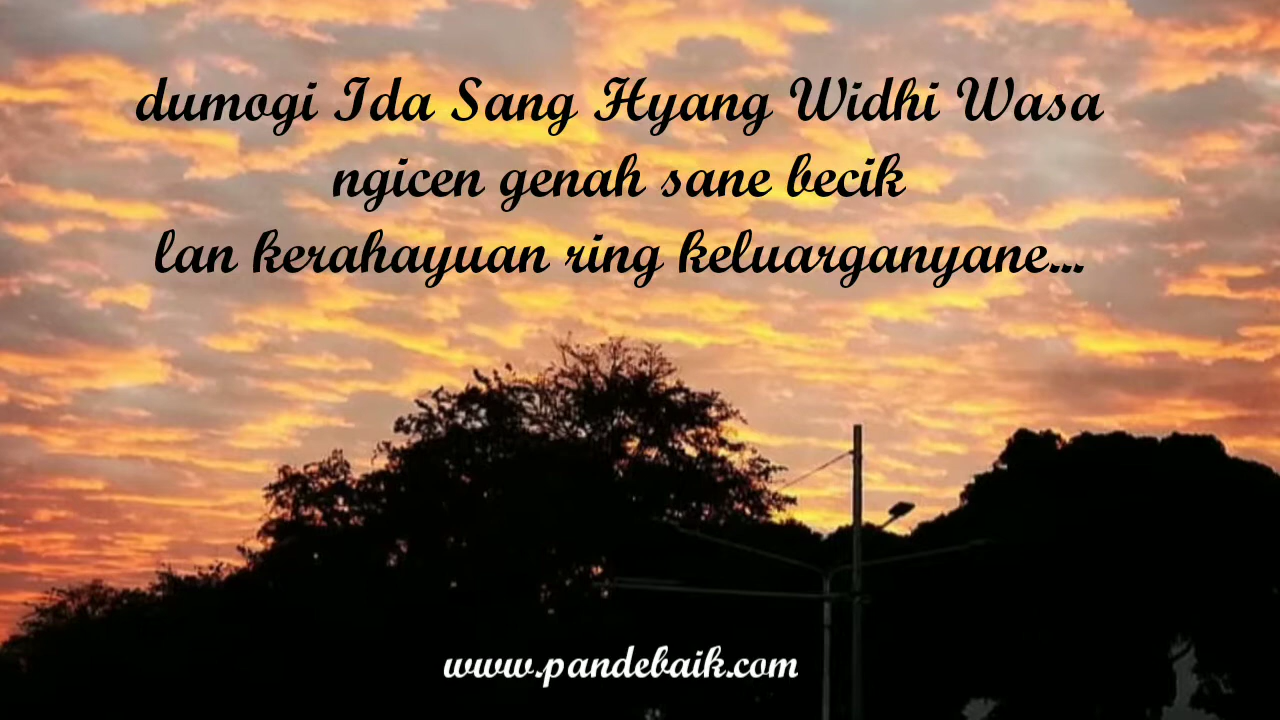 dumogi Ida Sang Hyang Widhi Wasa
ngicen genah sane becik
lan kerahayuan ring keluarganyane...
www.pandebaik.com